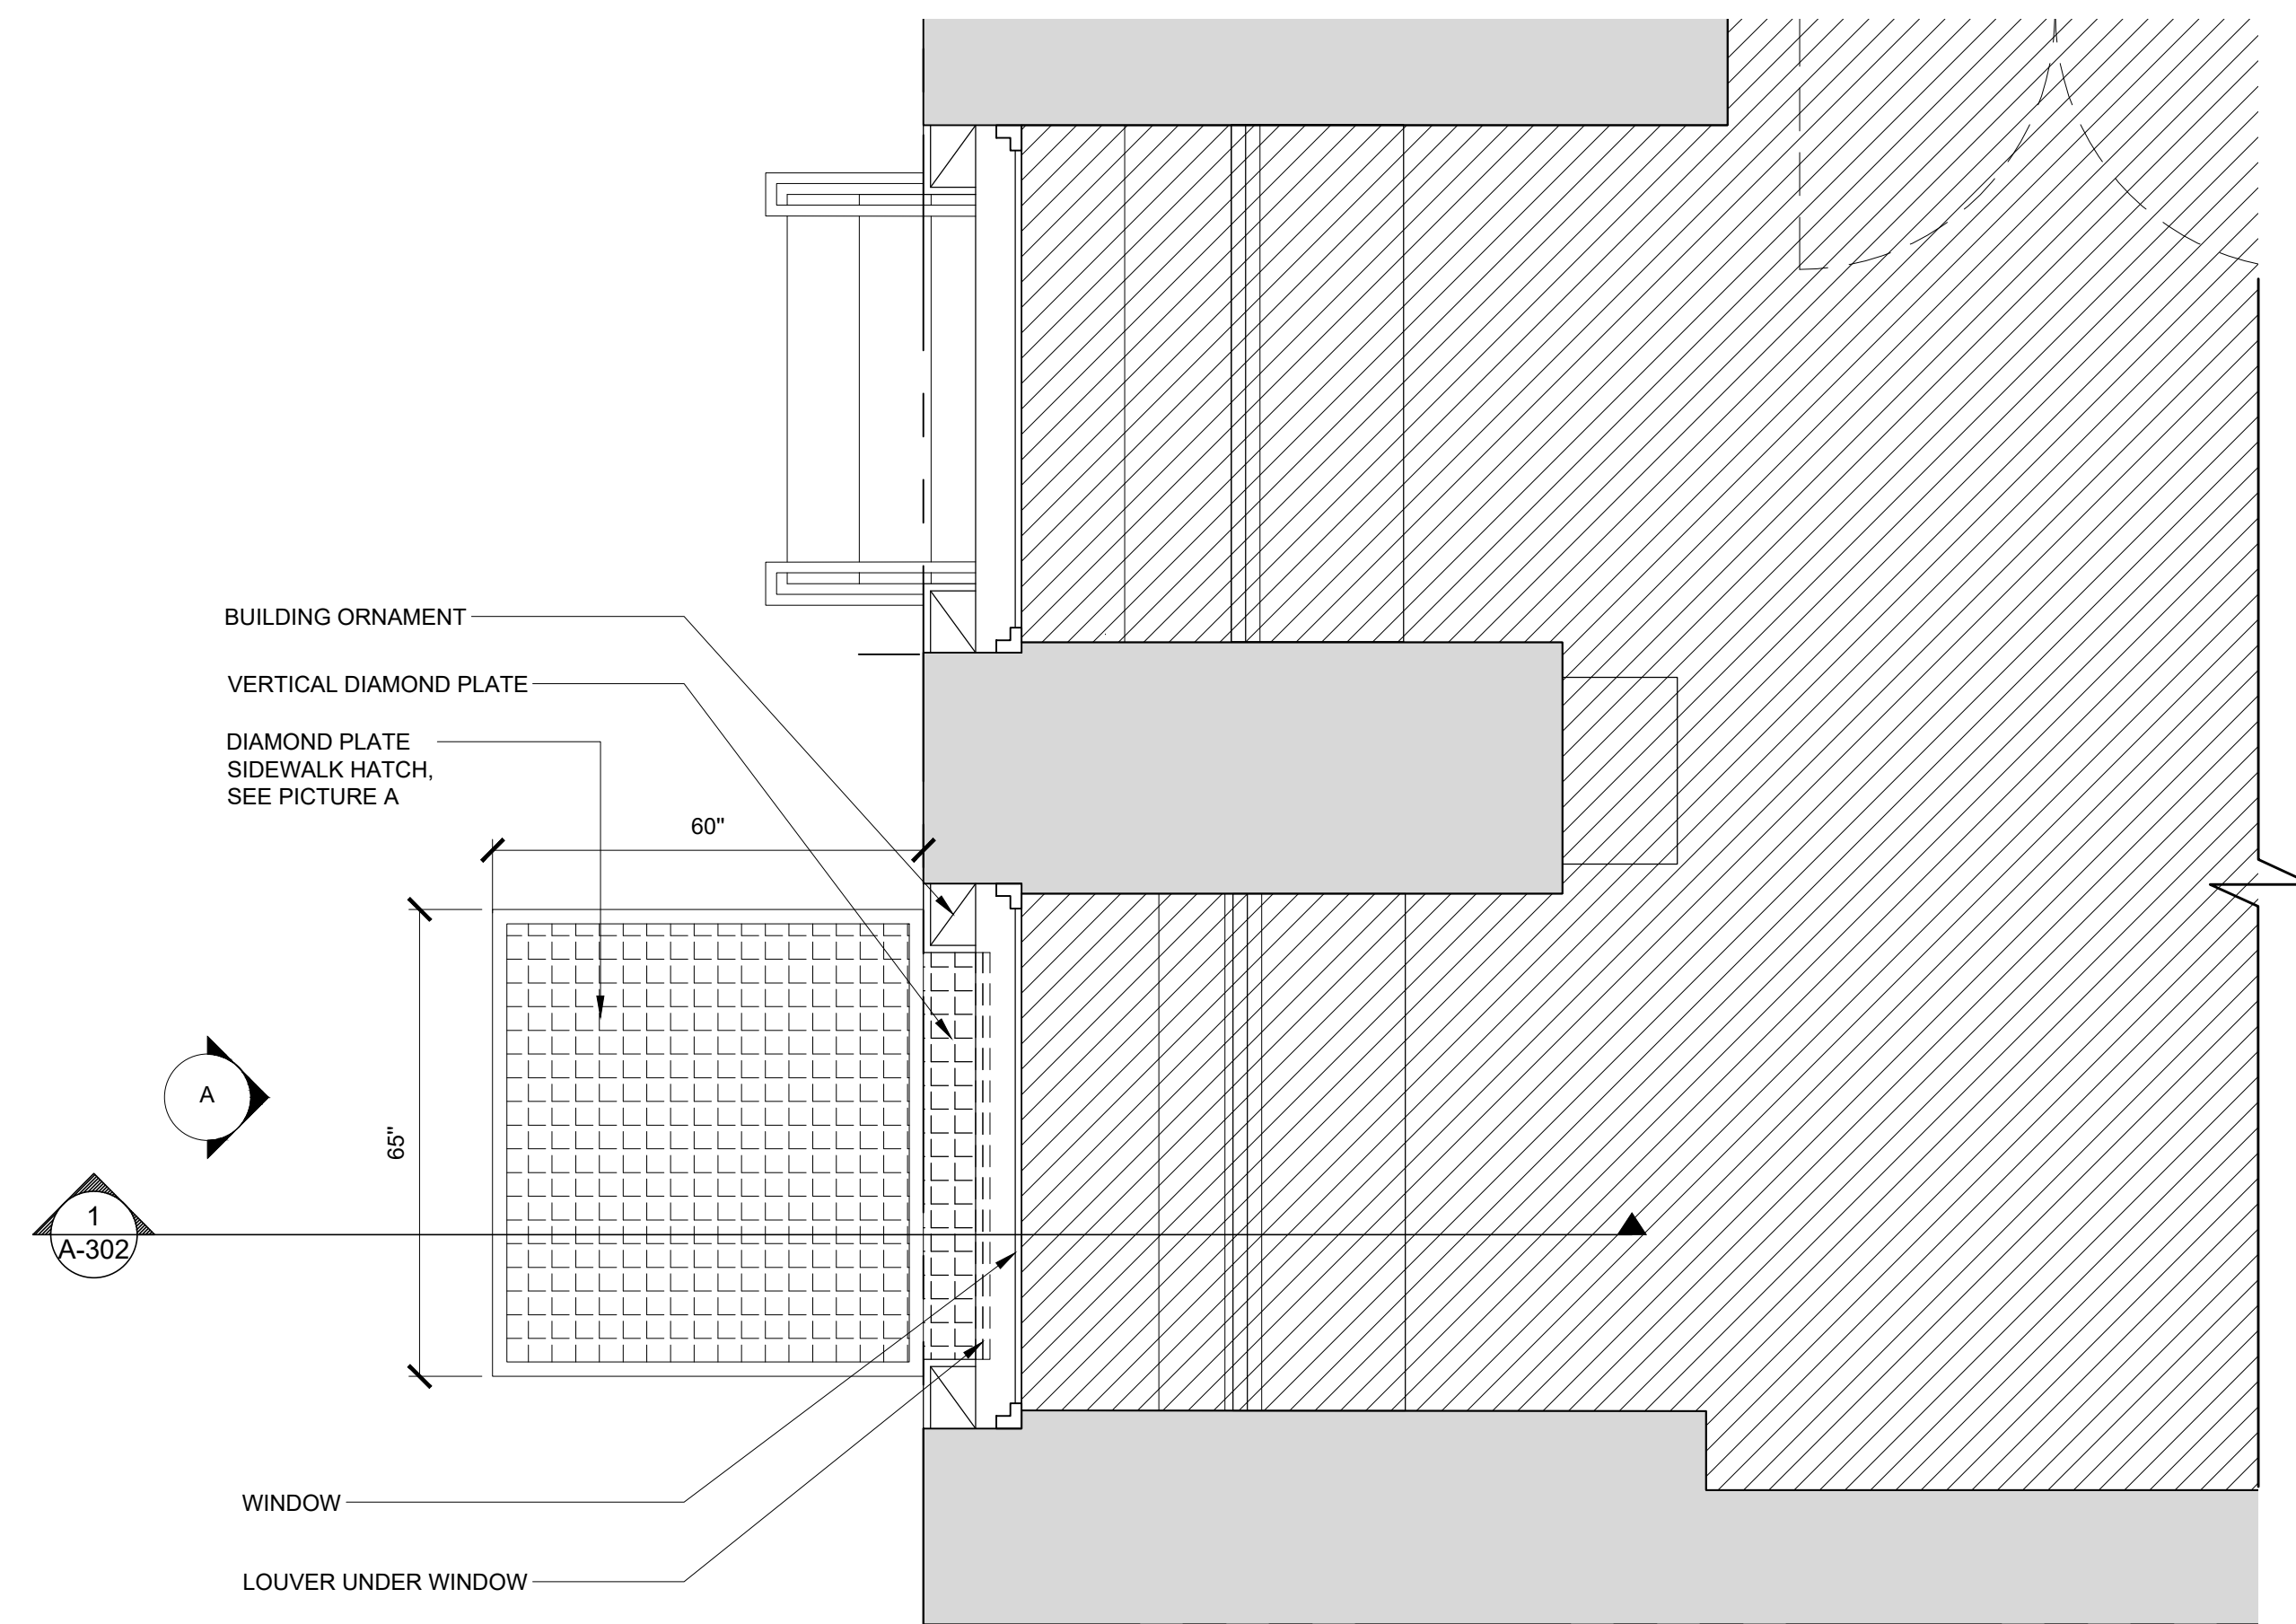 BUILDING ORNAMENT
VERTICAL DIAMOND PLATE
DIAMOND PLATE
SIDEWALK HATCH,
SEE PICTURE A
60"
65"
A
1
A-302
WINDOW
LOUVER UNDER WINDOW